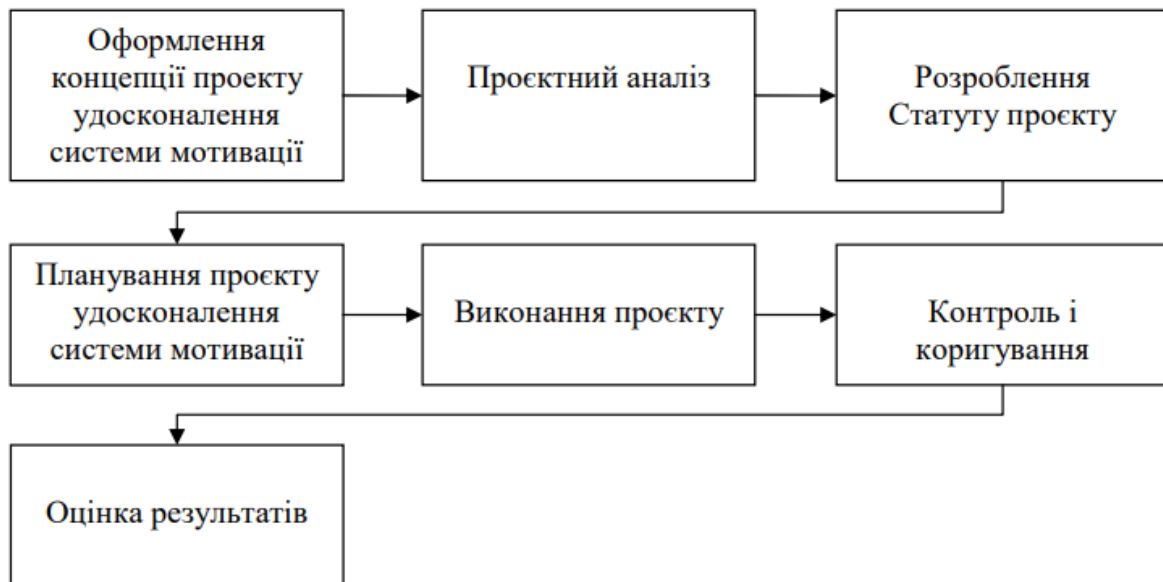 Оформлення
концепції проекту
удосконалення
системи мотивації
Проєктний аналіз
Розроблення
Статуту проєкту
Планування проєкту
удосконалення
системи мотивації
Виконання проєкту
Контроль і
коригування
Оцінка результатів